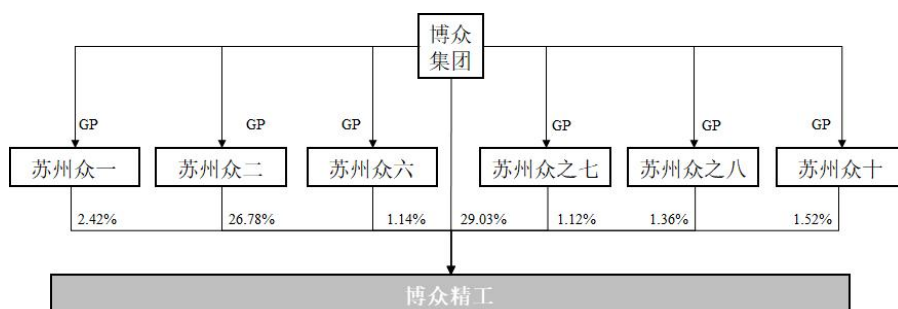 博众
集团
GP GP GP GP GP GP
苏州众一 苏州众二 苏州众六 苏州众之七 苏州众之八 苏州众十
2.42% 26.78% 1.14% 29.03% 1.12% 1.36% 1.52%
博众精工